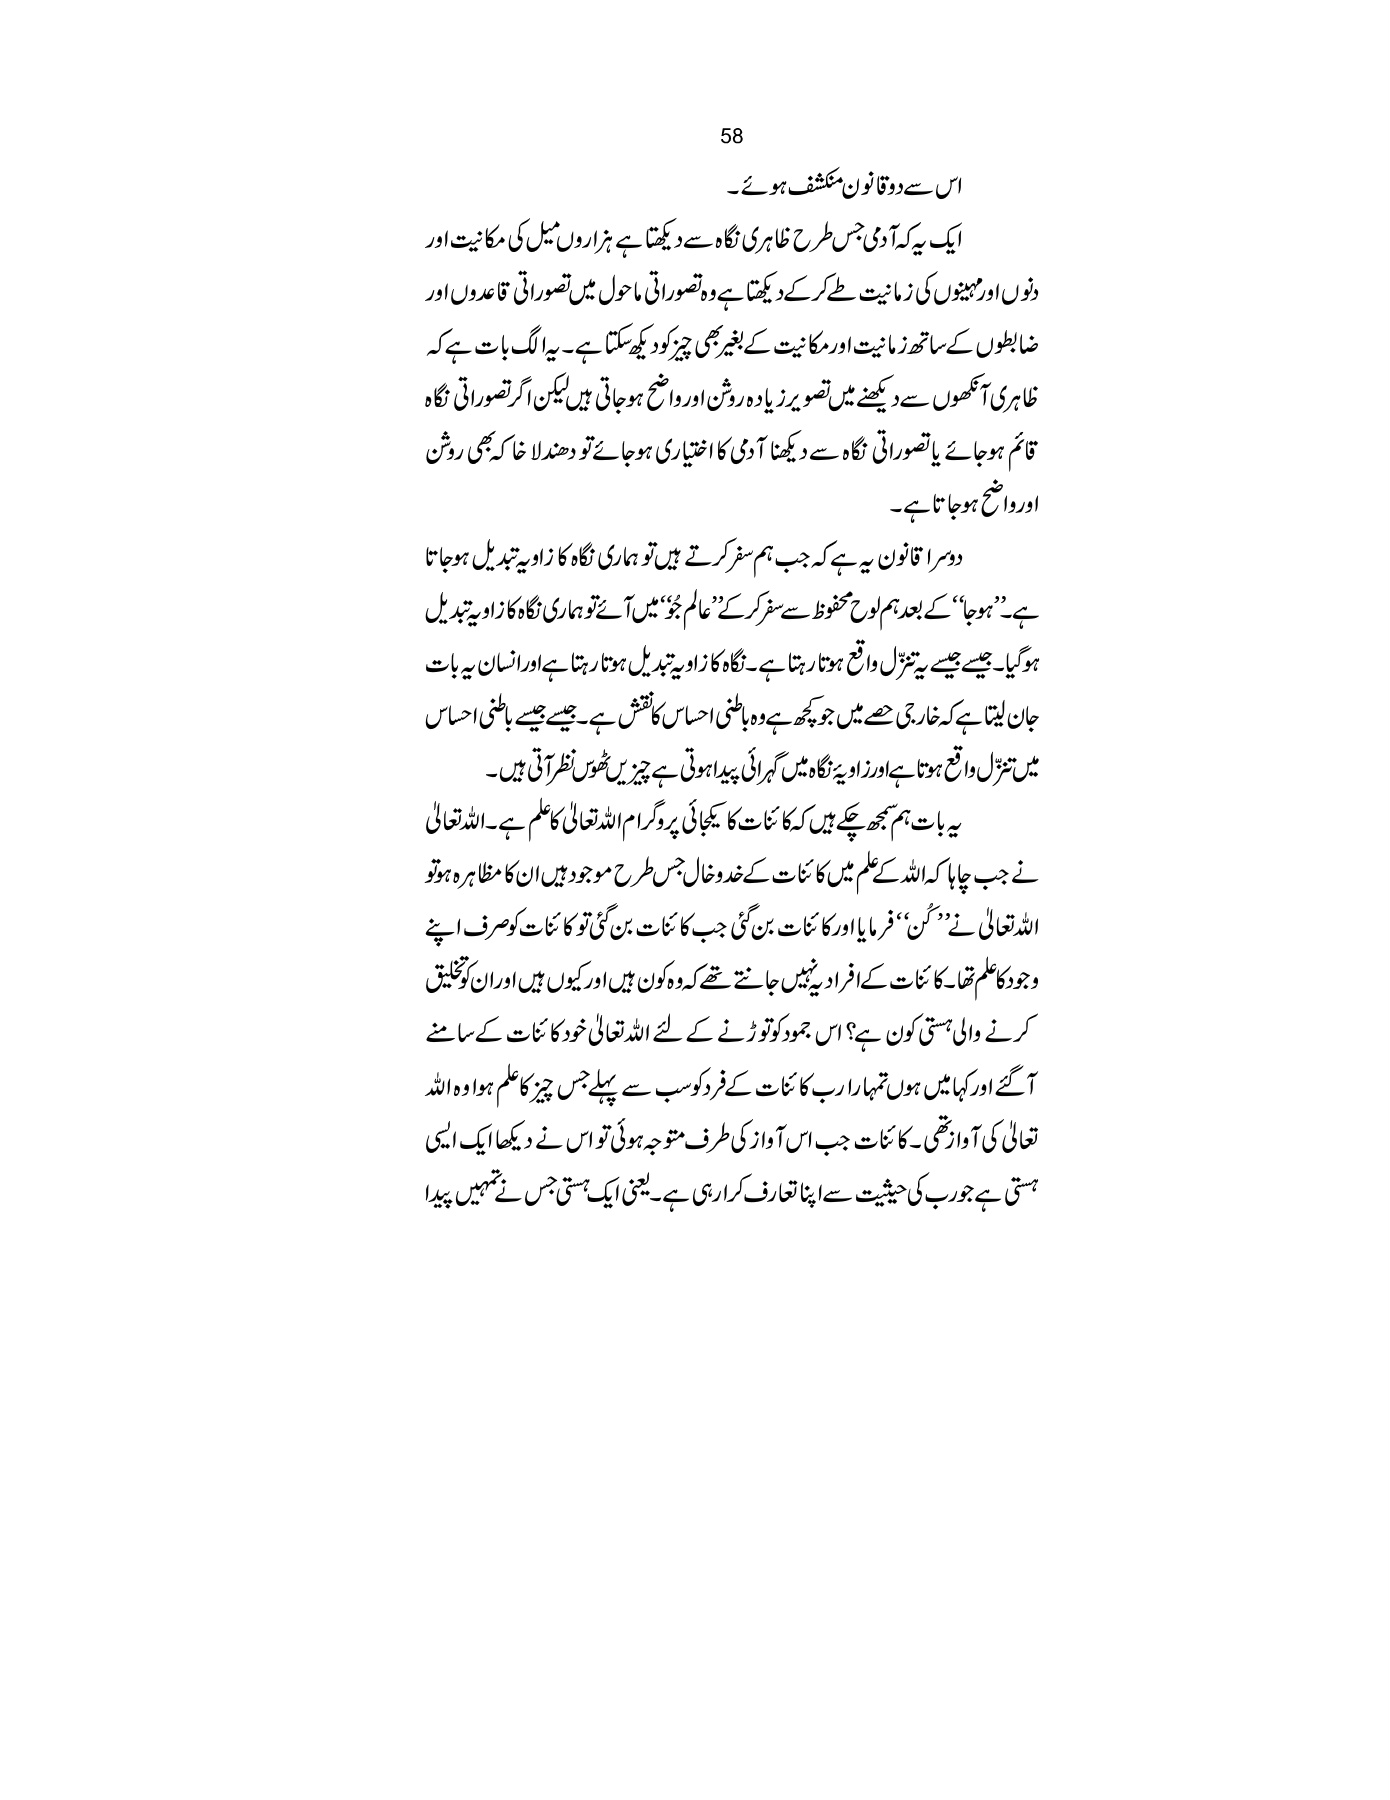 58
اس سے دو قانون منکشف ہوئے۔
ایک یہ کہ آدمی جس طرح ظاہری نگاہ سے دیکھتا ہے ہزاروں میل کی مکانیت اور
دنوں اور مہینوں کی زمانیت طے کر کے دیکھتا ہے وہ تصوراتی ماحول میں تصوراتی قاعدوں اور
ضابطوں کے ساتھ زمانیت اور مکانیت کے بغیر بھی چیز کو دیکھ سکتا ہے۔ یہ الگ بات ہے کہ
ظاہری آنکھوں سے دیکھنے میں تصویر زیادہ روشن اور واضح ہو جاتی ہیں لیکن اگر تصوراتی نگاہ
قائم ہو جائے یا تصوراتی نگاہ سے دیکھنا آدمی کا اختیاری ہو جائے تو دھندلا خاکہ بھی روشن
اور واضح ہو جاتا ہے۔
دوسرا قانون یہ ہے کہ جب ہم سفر کرتے ہیں تو ہماری نگاہ کا زاویہ تبدیل ہو جاتا
ہے۔ ’’ہو جا‘‘ کے بعد ہم لوح محفوظ سے سفر کر کے ’’عالم جُو‘‘ میں آئے تو ہماری نگاہ کا زاویہ تبدیل
ہو گیا۔ جیسے جیسے یہ تنزّل واقع ہوتا رہتا ہے۔ نگاہ کا زاویہ تبدیل ہوتا رہتا ہے اور انسان یہ بات
جان لیتا ہے کہ خارجی حصے میں جو کچھ ہے وہ باطنی احساس کا نقش ہے۔ جیسے جیسے باطنی احساس
میں تنزّل واقع ہوتا ہے اور زاویۂ نگاہ میں گہرائی پیدا ہوتی ہے چیزیں ٹھوس نظر آتی ہیں۔
یہ بات ہم سمجھ چکے ہیں کہ کائنات کا یکجائی پروگرام اللہ تعالیٰ کا علم ہے۔ اللہ تعالیٰ
نے جب چاہا کہ اللہ کے علم میں کائنات کے خدوخال جس طرح موجود ہیں ان کا مظاہرہ ہو تو
اللہ تعالیٰ نے ’’کُن‘‘ فرمایا اور کائنات بن گئی جب کائنات بن گئی تو کائنات کو صرف اپنے
وجود کا علم تھا۔ کائنات کے افراد یہ نہیں جانتے تھے کہ وہ کون ہیں اور کیوں ہیں اور ان کو تخلیق
کرنے والی ہستی کون ہے؟ اس جمود کو توڑنے کے لئے اللہ تعالیٰ خود کائنات کے سامنے
آ گئے اور کہا میں ہوں تمہارا رب کائنات کے فرد کو سب سے پہلے جس چیز کا علم ہوا وہ اللہ
تعالیٰ کی آواز تھی۔ کائنات جب اس آواز کی طرف متوجہ ہوئی تو اس نے دیکھا ایک ایسی
ہستی ہے جو رب کی حیثیت سے اپنا تعارف کرا رہی ہے۔ یعنی ایک ہستی جس نے تمہیں پیدا